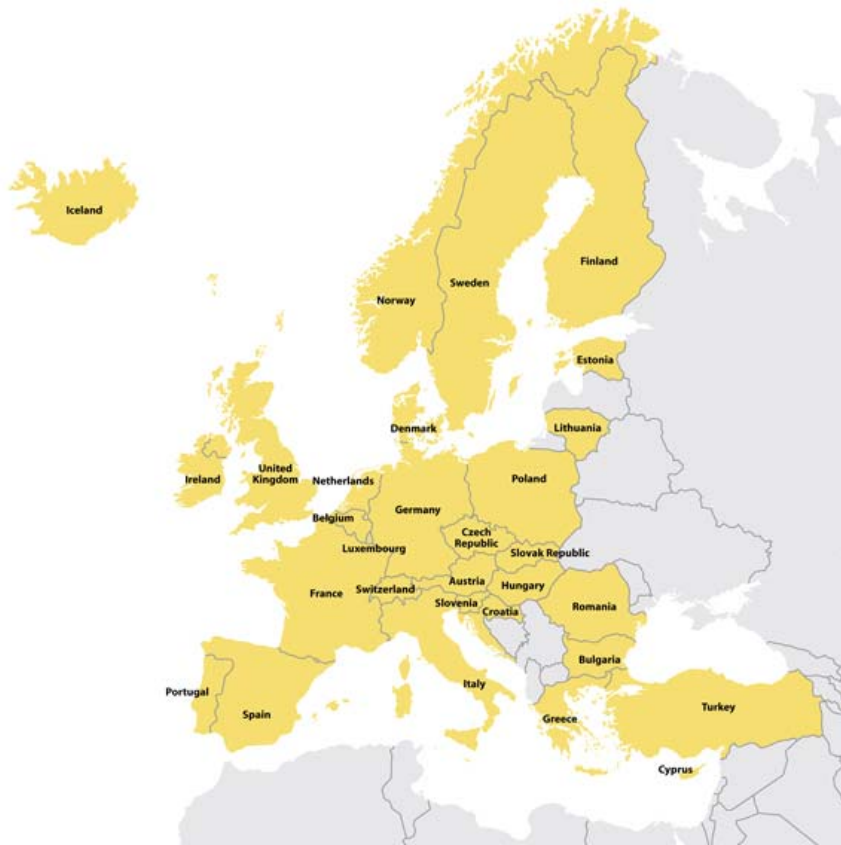 Iceland
Norway
Sweden
Finland
Estonia
Lithuania
Denmark
Ireland
United
Kingdom
Netherlands
Belgium
Luxembourg
Germany
Poland
Czech
Republic
Slovak Republic
France
Switzerland
Austria
Hungary
Slovenia
Croatia
Romania
Bulgaria
Portugal
Spain
Italy
Greece
Turkey
Cyprus